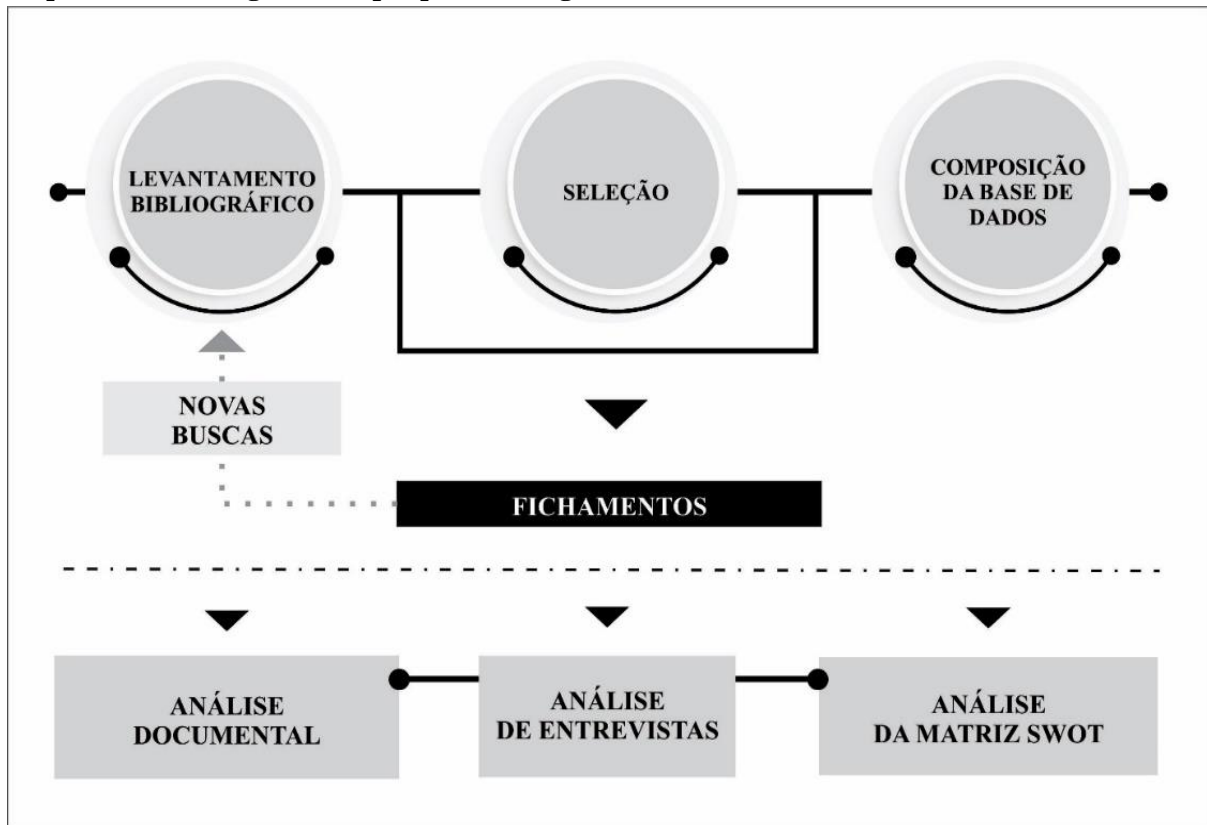 LEVANTAMENTO
BIBLIOGRÁFICO
SELEÇÃO
COMPOSIÇÃO
DA BASE DE
DADOS
NOVAS
BUSCAS
FICHAMENTOS
ANÁLISE
DOCUMENTAL
ANÁLISE
DE ENTREVISTAS
ANÁLISE
DA MATRIZ SWOT